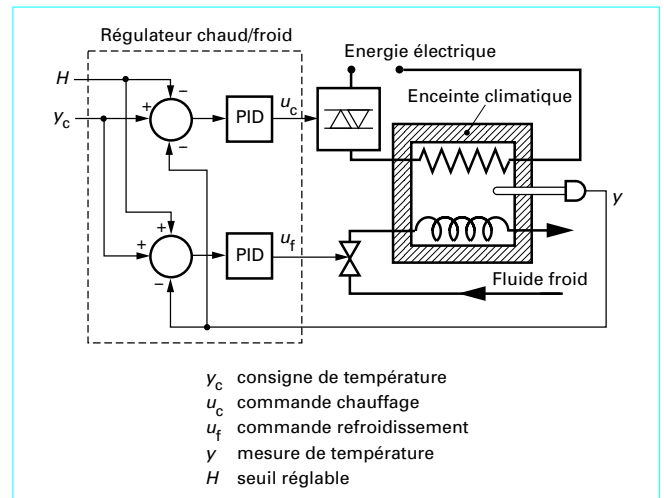 Régulateur chaud/froid
Energie électrique
H
−
+
PID
u_c
Enceinte climatique
y_c
−
y
+
+
PID
u_f
−
Fluide froid
y_c consigne de température
u_c commande chauffage
u_f commande refroidissement
y mesure de température
H seuil réglable